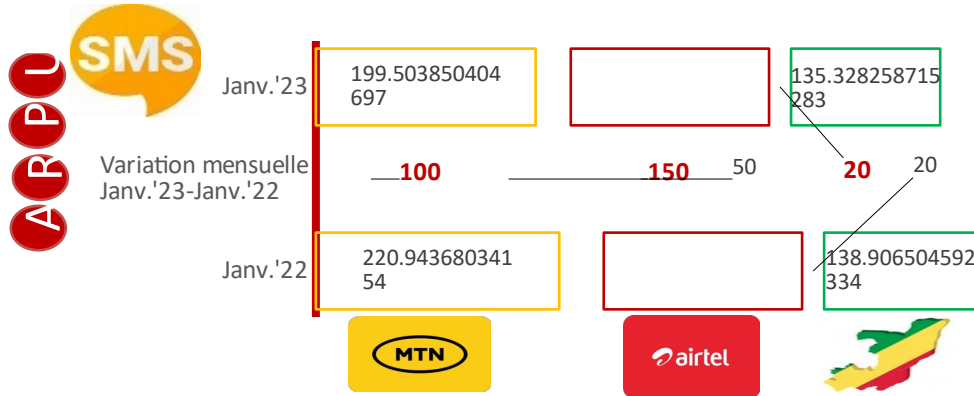 SMS
A R P U
Janv.'23
199.503850404
697
135.328258715
283
Variation mensuelle
Janv.'23-Janv.'22
100
150
50
20
20
Janv.'22
220.943680341
54
138.906504592
334
MTN
airtel